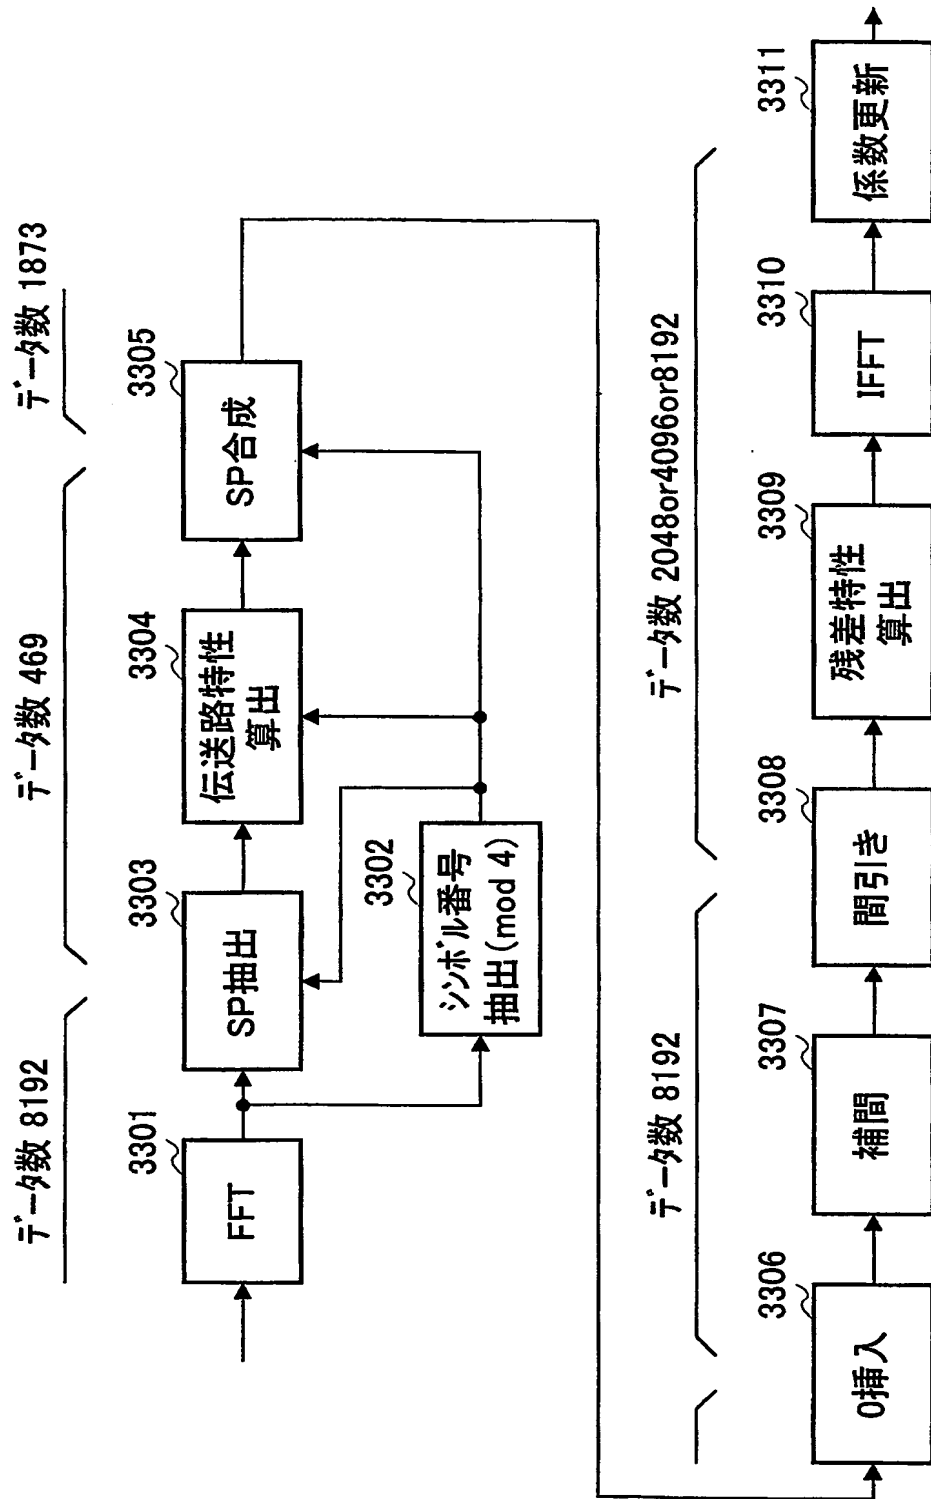 データ数 8192
データ数 469
データ数 1873
3301
FFT
3303
SP抽出
3304
伝送路特性
算出
3305
SP合成
3302
シンボル番号
抽出(mod 4)
データ数 8192
データ数 2048or4096or8192
3306
0挿入
3307
補間
3308
間引き
3309
残差特性
算出
3310
IFFT
3311
係数更新